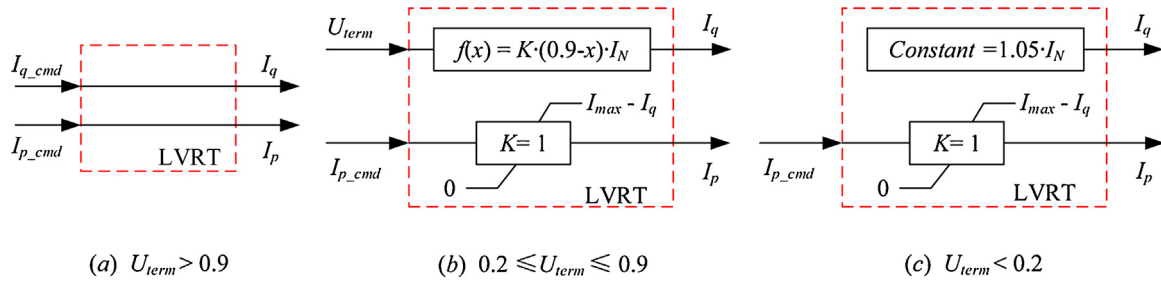 I_q_cmd
I_q
I_p_cmd
I_p
LVRT
(a) U_term > 0.9
U_term
f(x) = K·(0.9-x)·I_N
I_q
I_max - I_q
K= 1
I_p_cmd
I_p
0
LVRT
(b) 0.2 ≤ U_term ≤ 0.9
Constant =1.05·I_N
I_q
I_max - I_q
K= 1
I_p_cmd
I_p
0
LVRT
(c) U_term < 0.2